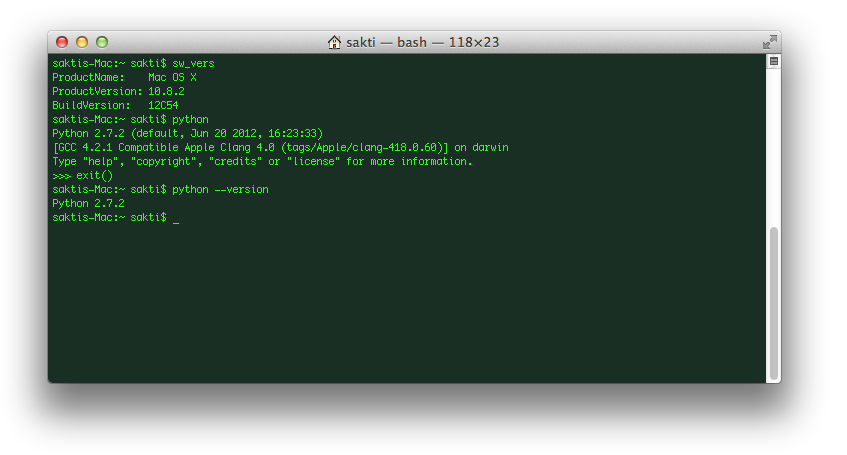 sakti — bash — 118×23
saktis-Mac:~ sakti$ sw_vers
ProductName:    Mac OS X
ProductVersion: 10.8.2
BuildVersion:   12C54
saktis-Mac:~ sakti$ python
Python 2.7.2 (default, Jun 20 2012, 16:23:33)
[GCC 4.2.1 Compatible Apple Clang 4.0 (tags/Apple/clang-418.0.60)] on darwin
Type "help", "copyright", "credits" or "license" for more information.
>>> exit()
saktis-Mac:~ sakti$ python --version
Python 2.7.2
saktis-Mac:~ sakti$ _